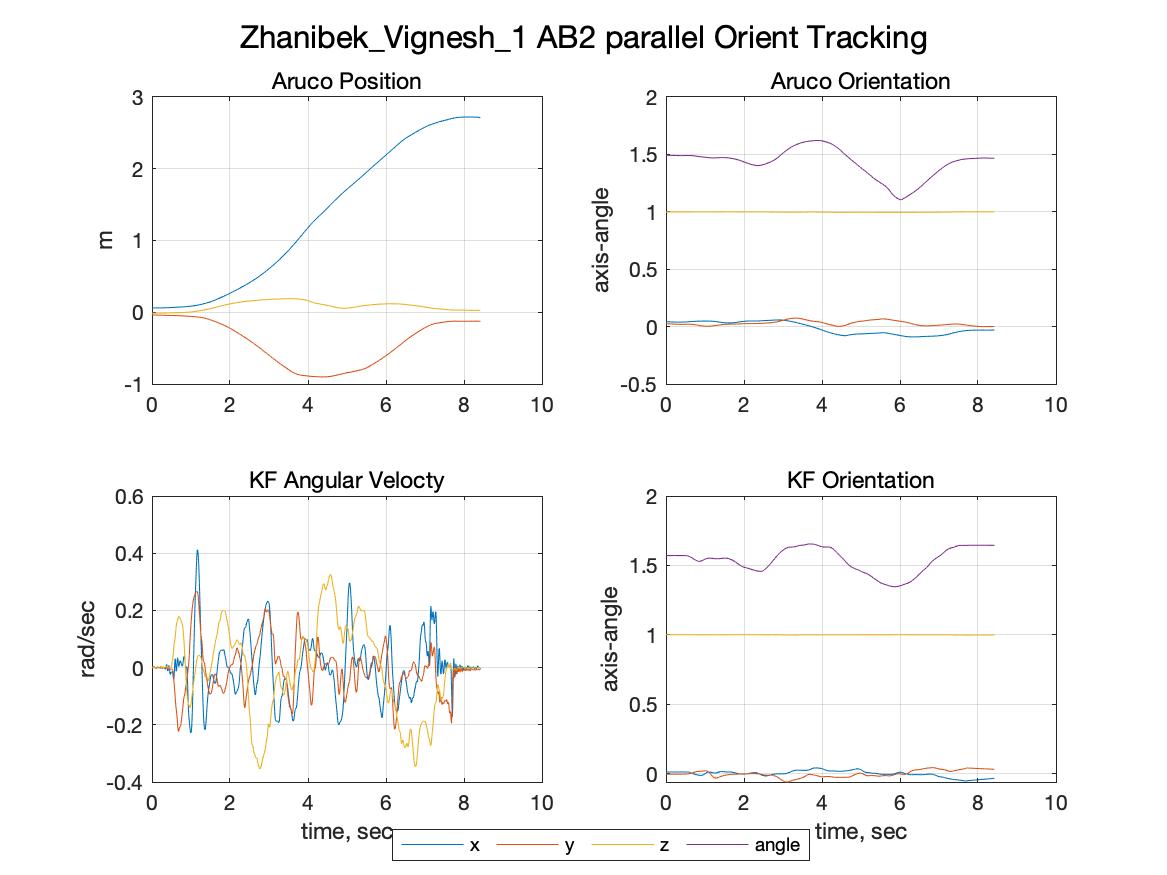 Zhanibek_Vignesh_1 AB2 parallel Orient Tracking
Aruco Position
3
2
1
0
-1
m
0 2 4 6 8 10
Aruco Orientation
2
1.5
1
0.5
0
-0.5
axis-angle
0 2 4 6 8 10
KF Angular Velocty
0.6
0.4
0.2
0
-0.2
-0.4
rad/sec
0 2 4 6 8 10
time, sec
KF Orientation
2
1.5
1
0.5
0
axis-angle
0 2 4 6 8 10
time, sec
x y z angle